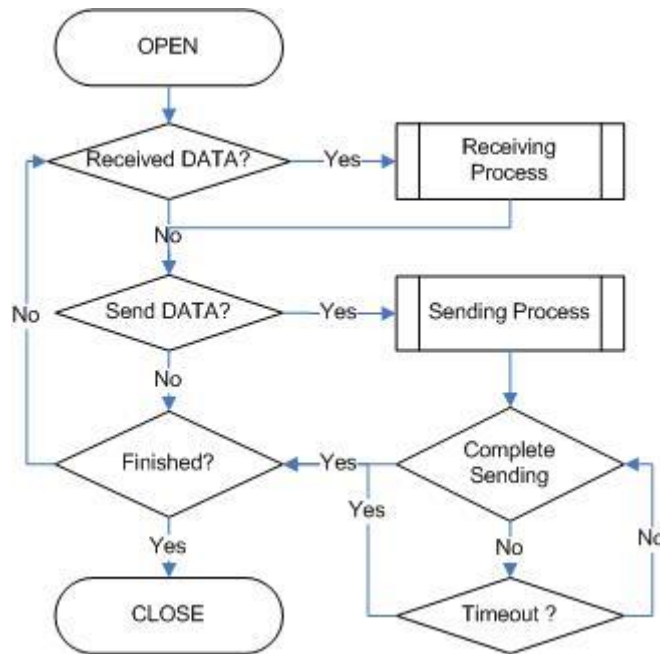 OPEN
Received DATA?
Yes
Receiving
Process
No
Send DATA?
Yes
Sending Process
No
No
Finished?
Yes
Complete
Sending
Yes
No
No
Yes
CLOSE
Timeout ?